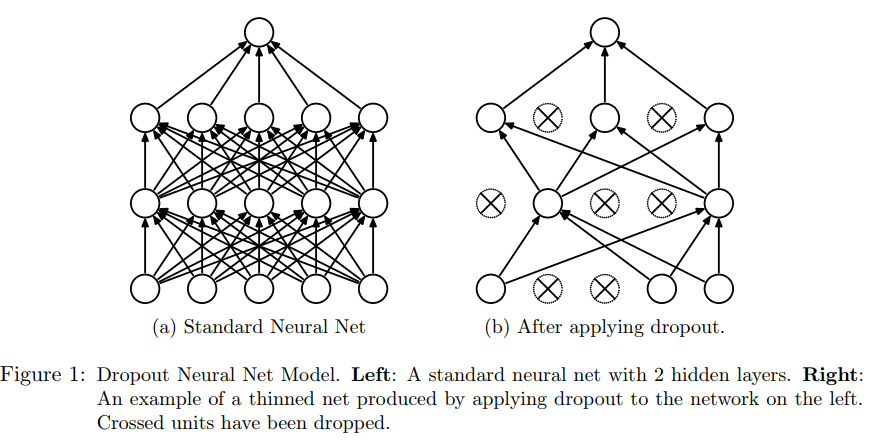 (a) Standard Neural Net
(b) After applying dropout.
Figure 1: Dropout Neural Net Model. Left: A standard neural net with 2 hidden layers. Right:
An example of a thinned net produced by applying dropout to the network on the left.
Crossed units have been dropped.